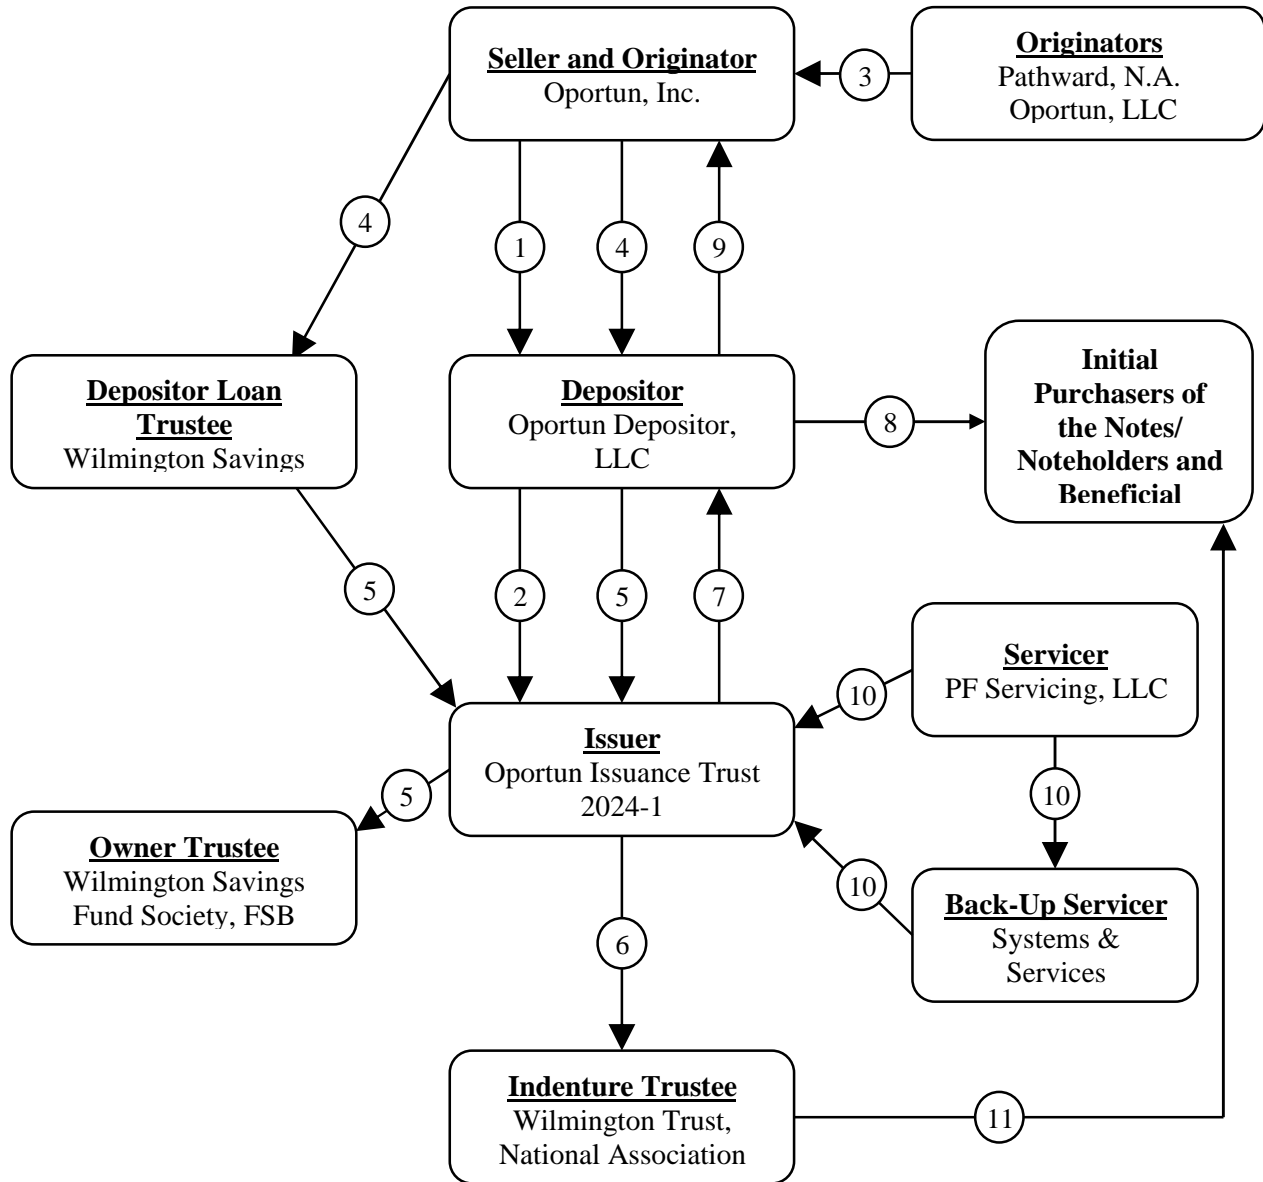 Seller and Originator
Oportun, Inc.
Originators
Pathward, N.A.
Oportun, LLC
3
4
1
4
9
Depositor Loan
Trustee
Wilmington Savings
Depositor
Oportun Depositor,
LLC
8
Initial
Purchasers of
the Notes/
Noteholders and
Beneficial
5
2
5
7
Servicer
PF Servicing, LLC
10
Issuer
Oportun Issuance Trust
2024-1
5
10
Owner Trustee
Wilmington Savings
Fund Society, FSB
10
Back-Up Servicer
Systems &
Services
6
Indenture Trustee
Wilmington Trust,
National Association
11